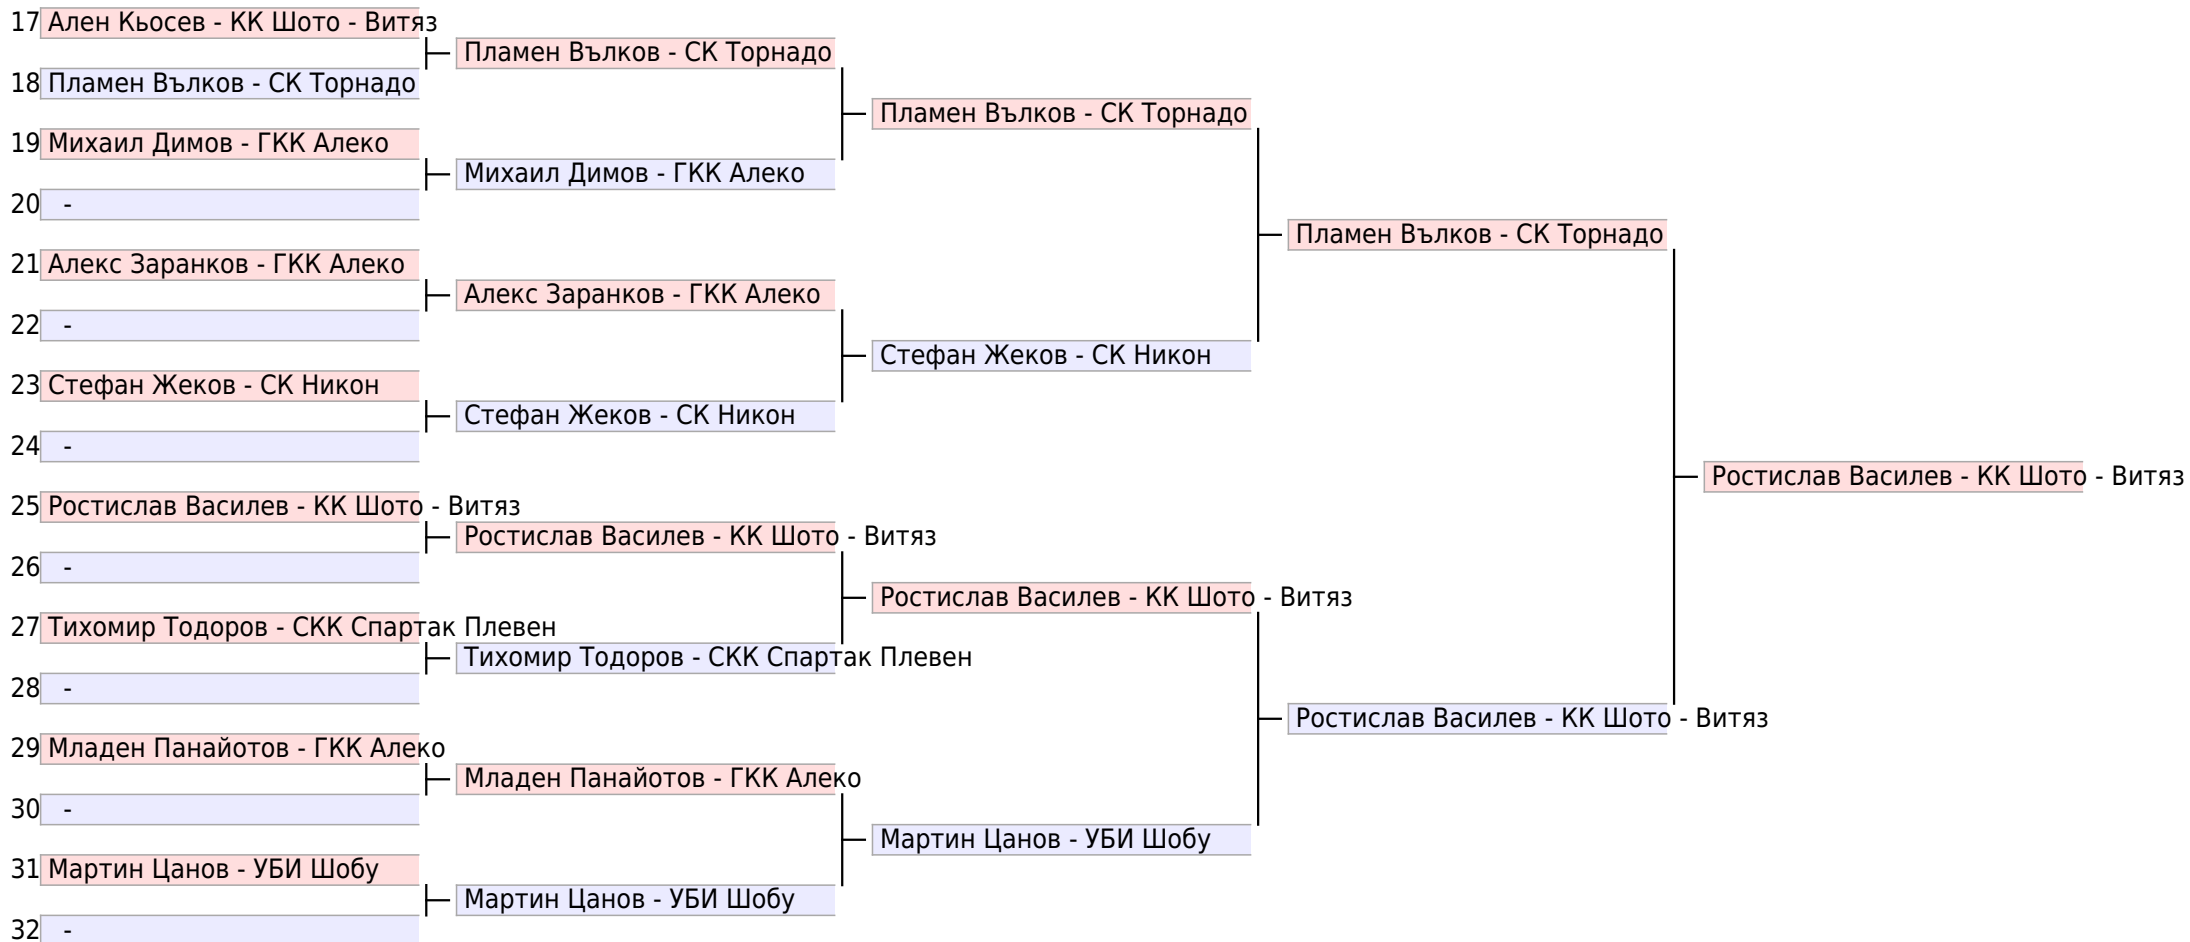 17 Ален Кьосев - КК Шото - Витяз
18 Пламен Вълков - СК Торнадо
19 Михаил Димов - ГКК Алеко
20 -
21 Алекс Заранков - ГКК Алеко
22 -
23 Стефан Жеков - СК Никон
24 -
25 Ростислав Василев - КК Шото - Витяз
26 -
27 Тихомир Тодоров - СКК Спартак Плевен
28 -
29 Младен Панайотов - ГКК Алеко
30 -
31 Мартин Цанов - УБИ Шобу
32 -
Пламен Вълков - СК Торнадо
Михаил Димов - ГКК Алеко
Алекс Заранков - ГКК Алеко
Стефан Жеков - СК Никон
Ростислав Василев - КК Шото - Витяз
Тихомир Тодоров - СКК Спартак Плевен
Младен Панайотов - ГКК Алеко
Мартин Цанов - УБИ Шобу
Пламен Вълков - СК Торнадо
Стефан Жеков - СК Никон
Ростислав Василев - КК Шото - Витяз
Мартин Цанов - УБИ Шобу
Пламен Вълков - СК Торнадо
Ростислав Василев - КК Шото - Витяз
Ростислав Василев - КК Шото - Витяз